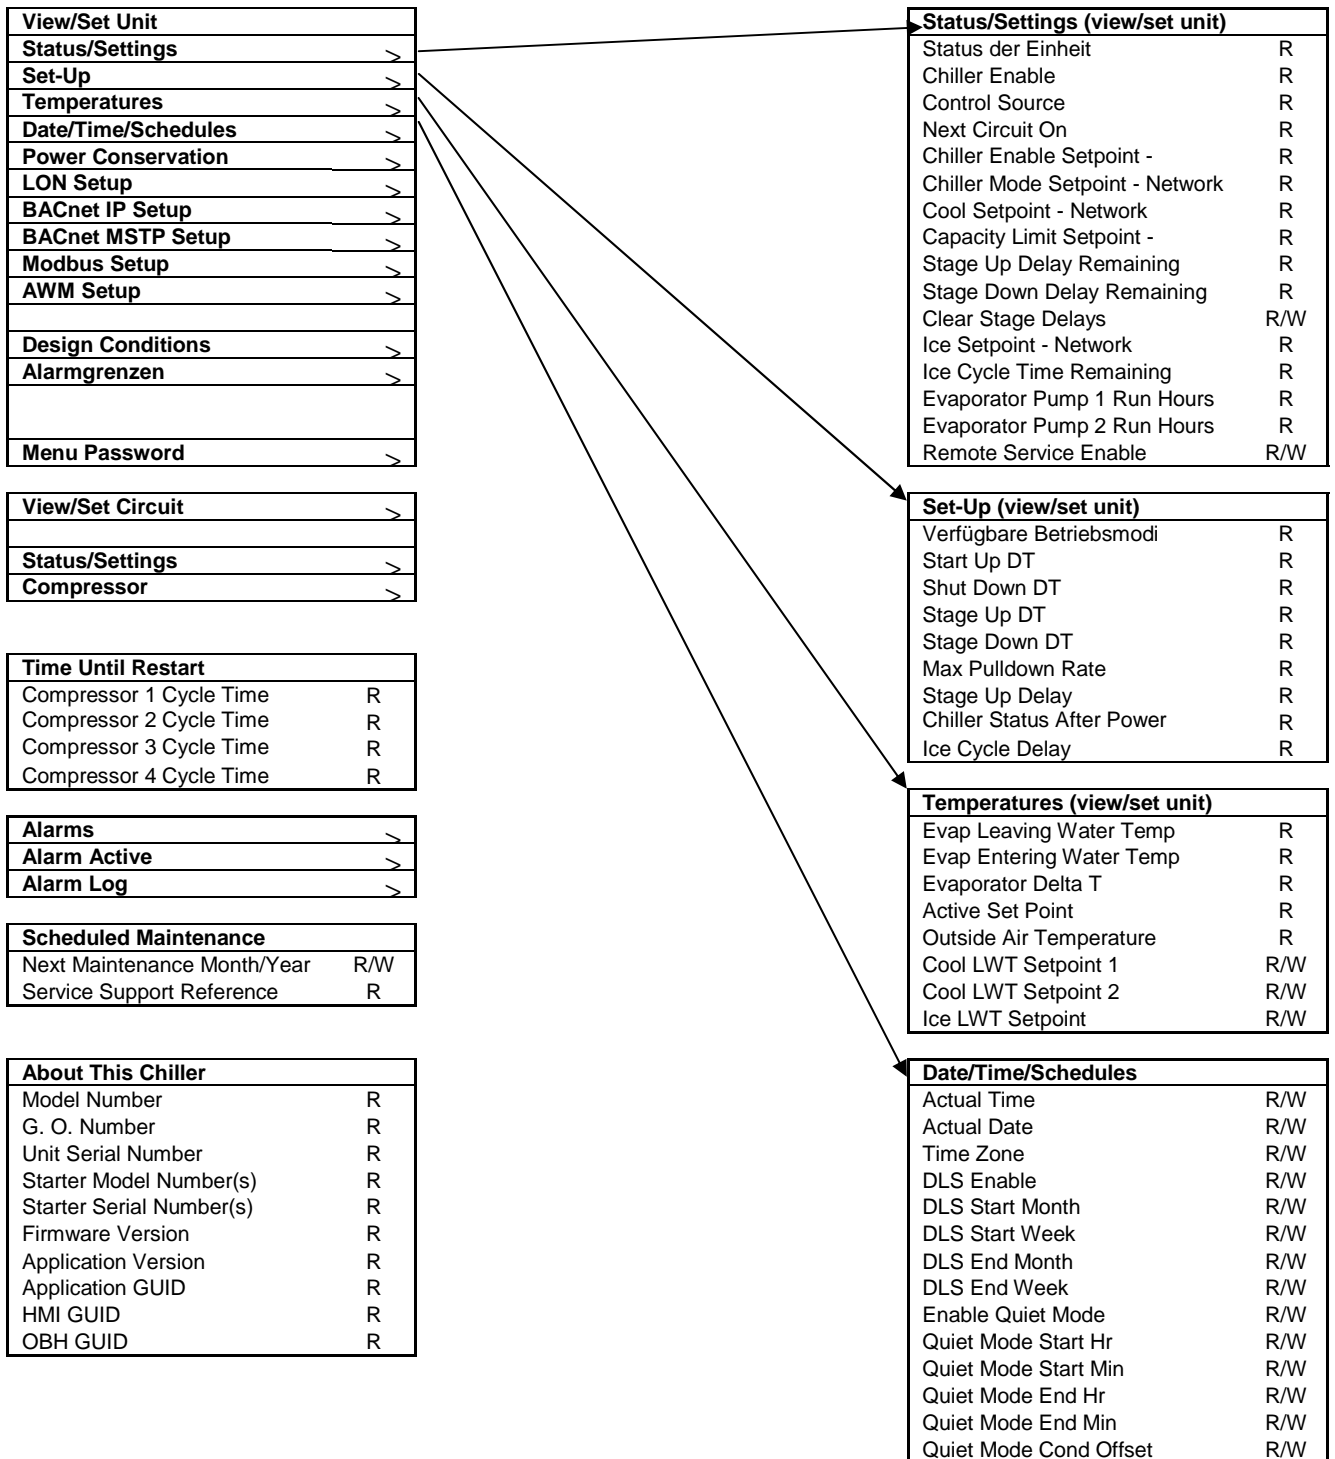 View/Set Unit
Status/Settings >
Set-Up >
Temperatures >
Date/Time/Schedules >
Power Conservation >
LON Setup >
BACnet IP Setup >
BACnet MSTP Setup >
Modbus Setup >
AWM Setup >
Design Conditions >
Alarmgrenzen >
Menu Password >
View/Set Circuit >
Status/Settings >
Compressor >
Time Until Restart
Compressor 1 Cycle Time R
Compressor 2 Cycle Time R
Compressor 3 Cycle Time R
Compressor 4 Cycle Time R
Alarms >
Alarm Active >
Alarm Log >
Scheduled Maintenance
Next Maintenance Month/Year R/W
Service Support Reference R
About This Chiller
Model Number R
G. O. Number R
Unit Serial Number R
Starter Model Number(s) R
Starter Serial Number(s) R
Firmware Version R
Application Version R
Application GUID R
HMI GUID R
OBH GUID R
Status/Settings (view/set unit)
Status der Einheit R
Chiller Enable R
Control Source R
Next Circuit On R
Chiller Enable Setpoint - R
Chiller Mode Setpoint - Network R
Cool Setpoint - Network R
Capacity Limit Setpoint - R
Stage Up Delay Remaining R
Stage Down Delay Remaining R
Clear Stage Delays R/W
Ice Setpoint - Network R
Ice Cycle Time Remaining R
Evaporator Pump 1 Run Hours R
Evaporator Pump 2 Run Hours R
Remote Service Enable R/W
Set-Up (view/set unit)
Verfügbare Betriebsmodi R
Start Up DT R
Shut Down DT R
Stage Up DT R
Stage Down DT R
Max Pulldown Rate R
Stage Up Delay R
Chiller Status After Power R
Ice Cycle Delay R
Temperatures (view/set unit)
Evap Leaving Water Temp R
Evap Entering Water Temp R
Evaporator Delta T R
Active Set Point R
Outside Air Temperature R
Cool LWT Setpoint 1 R/W
Cool LWT Setpoint 2 R/W
Ice LWT Setpoint R/W
Date/Time/Schedules
Actual Time R/W
Actual Date R/W
Time Zone R/W
DLS Enable R/W
DLS Start Month R/W
DLS Start Week R/W
DLS End Month R/W
DLS End Week R/W
Enable Quiet Mode R/W
Quiet Mode Start Hr R/W
Quiet Mode Start Min R/W
Quiet Mode End Hr R/W
Quiet Mode End Min R/W
Quiet Mode Cond Offset R/W